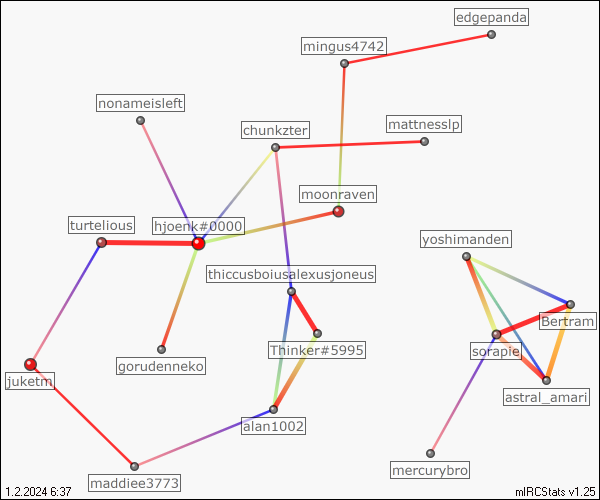 edgepanda
mingus4742
nonameisleft
mattnesslp
chunkzter
moonraven
turtelious
hjoenk#0000
yoshimanden
thiccusboiusalexusjoneus
Bertram
Thinker#5995
sorapie
gorudenneko
juketm
astral_amari
alan1002
mercurybro
maddiee3773
1.2.2024 6:37
mIRCStats v1.25